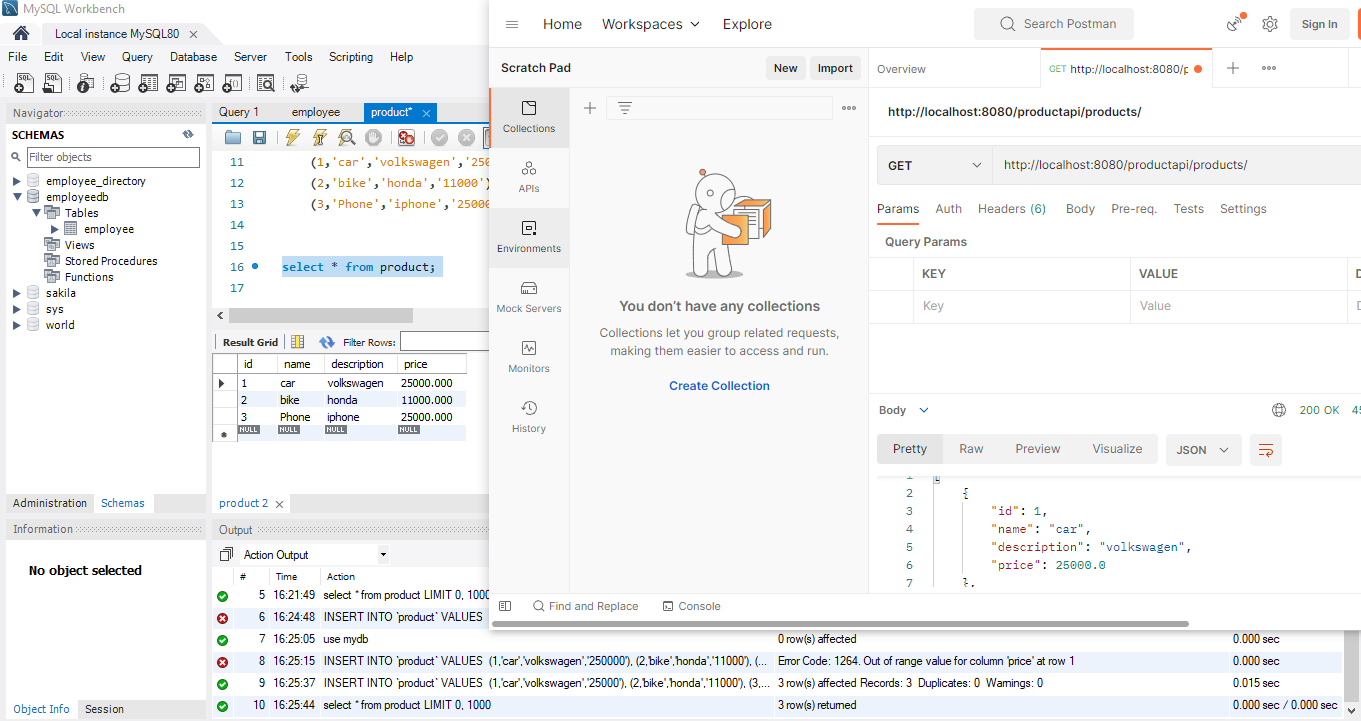 MySQL Workbench
Local instance MySQL80
File Edit View Query Database Server Tools Scripting Help
Navigator
SCHEMAS
Filter objects
employee_directory
employeedb
Tables
employee
Views
Stored Procedures
Functions
sakila
sys
world
Administration Schemas
Information
No object selected
Object Info Session
Query 1 employee product*
11 (1,'car','volkswagen','250
12 (2,'bike','honda','11000')
13 (3,'Phone','iphone','25000
14
15
16 select * from product;
17
Result Grid Filter Rows:
id name description price
1 car volkswagen 25000.000
2 bike honda 11000.000
3 Phone iphone 25000.000
NULL NULL NULL NULL
product 2
Output
Action Output
# Time Action
5 16:21:49 select * from product LIMIT 0, 1000
6 16:24:48 INSERT INTO `product` VALUES
7 16:25:05 use mydb 0 row(s) affected 0.000 sec
8 16:25:15 INSERT INTO `product` VALUES (1,'car','volkswagen','250000'), (2,'bike','honda','11000'), (... Error Code: 1264. Out of range value for column 'price' at row 1 0.000 sec
9 16:25:37 INSERT INTO `product` VALUES (1,'car','volkswagen','25000'), (2,'bike','honda','11000'), (3,... 3 row(s) affected Records: 3 Duplicates: 0 Warnings: 0 0.015 sec
10 16:25:44 select * from product LIMIT 0, 1000 3 row(s) returned 0.000 sec / 0.000 sec
Home Workspaces Explore Search Postman Sign In
Scratch Pad New Import
Collections
APIs
Environments
Mock Servers
Monitors
History
You don't have any collections
Collections let you group related requests,
making them easier to access and run.
Create Collection
Overview GET http://localhost:8080/p
http://localhost:8080/productapi/products/
GET http://localhost:8080/productapi/products/
Params Auth Headers (6) Body Pre-req. Tests Settings
Query Params
KEY VALUE D
Key Value D
Body 200 OK 45
Pretty Raw Preview Visualize JSON
1 [
2 {
3 "id": 1,
4 "name": "car",
5 "description": "volkswagen",
6 "price": 25000.0
7 },
Find and Replace Console